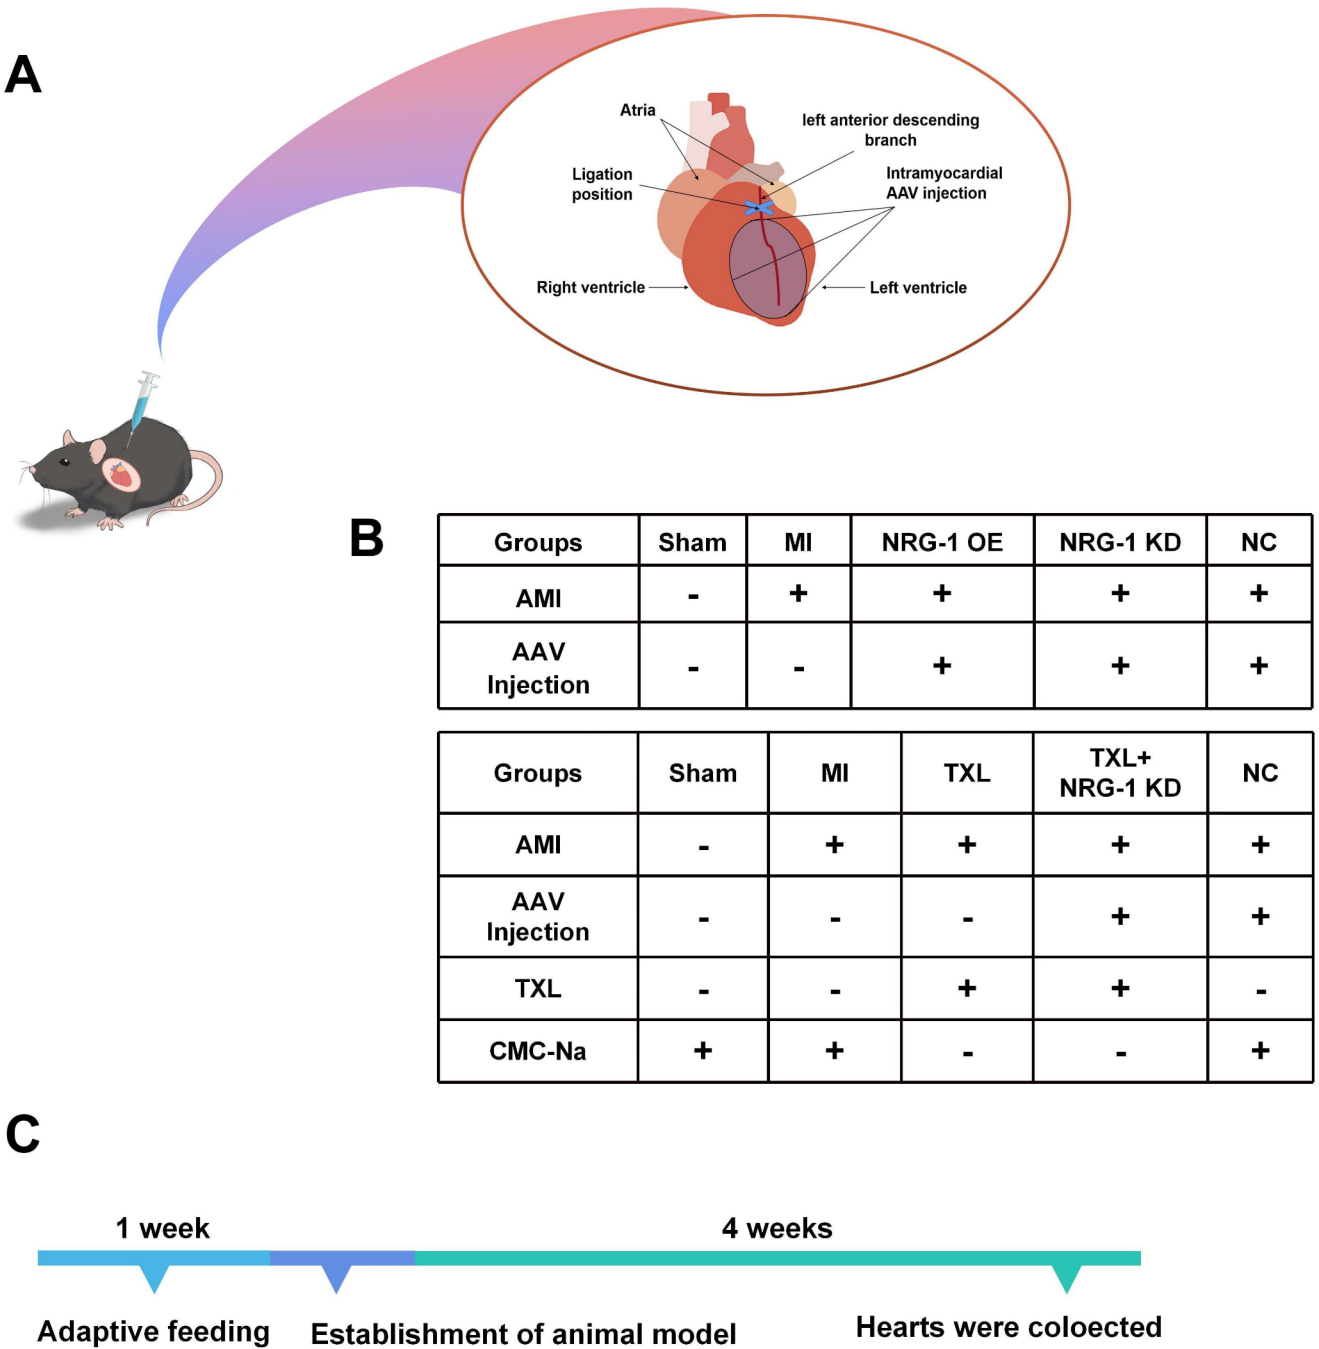 A
Atria
left anterior descending
branch
Ligation
position
Intramyocardial
AAV injection
Right ventricle
Left ventricle
B
Groups Sham MI NRG-1 OE NRG-1 KD NC
AMI - + + + +
AAV
Injection - - + + +
Groups Sham MI TXL TXL+
NRG-1 KD NC
AMI - + + + +
AAV
Injection - - - + +
TXL - - + + -
CMC-Na + + - - +
C
1 week 4 weeks
Adaptive feeding Establishment of animal model Hearts were coloected